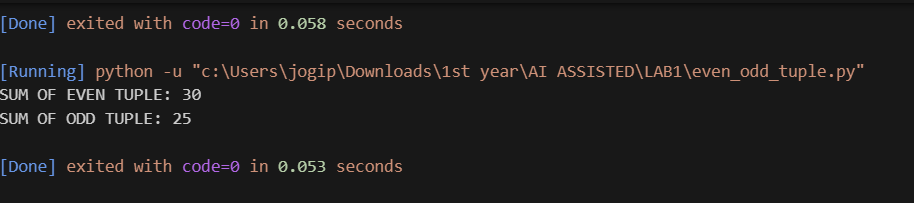 [Done] exited with code=0 in 0.058 seconds
[Running] python -u "c:\Users\jogip\Downloads\1st year\AI ASSISTED\LAB1\even_odd_tuple.py"
SUM OF EVEN TUPLE: 30
SUM OF ODD TUPLE: 25
[Done] exited with code=0 in 0.053 seconds